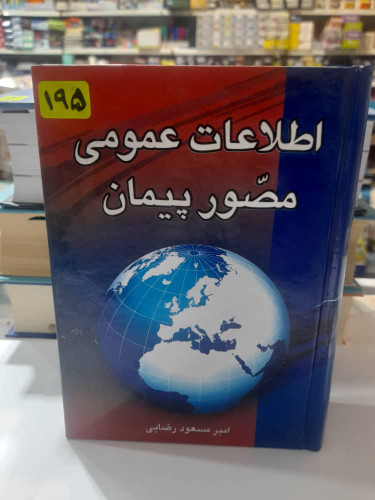 ۱۹۵
اطلاعات عمومی
مصّور پیمان
امیر مسعود رضایی